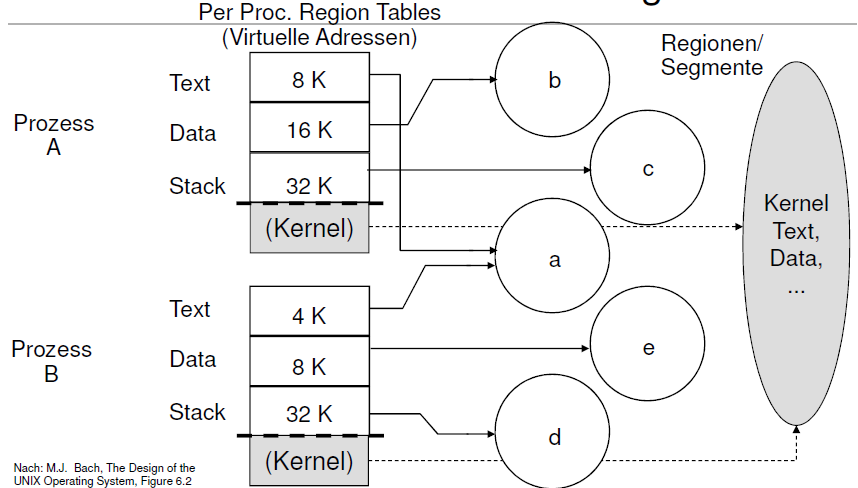 Per Proc. Region Tables
(Virtuelle Adressen)
Regionen/
Segmente
Prozess
A
Text
8 K
Data
16 K
Stack
32 K
(Kernel)
b
c
a
Kernel
Text,
Data,
...
Prozess
B
Text
4 K
Data
8 K
Stack
32 K
(Kernel)
e
d
Nach: M.J. Bach, The Design of the
UNIX Operating System, Figure 6.2